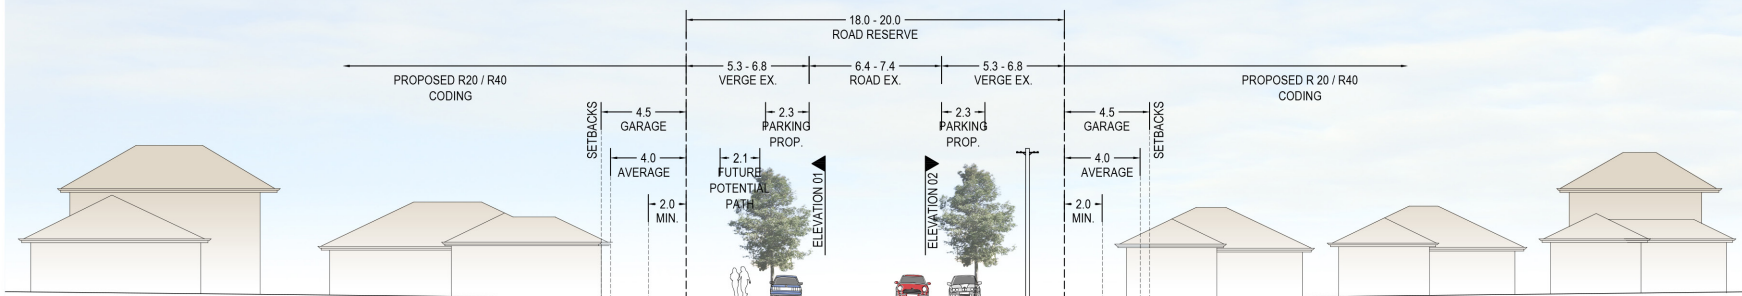 18.0 - 20.0
ROAD RESERVE
5.3 - 6.8
VERGE EX.
6.4 - 7.4
ROAD EX.
5.3 - 6.8
VERGE EX.
PROPOSED R20 / R40
CODING
PROPOSED R 20 / R40
CODING
SETBACKS
4.5
GARAGE
2.3
PARKING
PROP.
2.3
PARKING
PROP.
4.5
GARAGE
SETBACKS
4.0
AVERAGE
2.1
FUTURE
POTENTIAL
PATH
ELEVATION 01
ELEVATION 02
4.0
AVERAGE
2.0
MIN.
2.0
MIN.